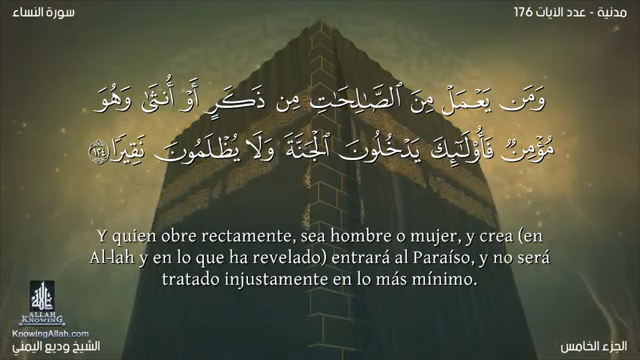 سورة النساء
مدنية - عدد الآيات 176
وَمَن يَعْمَلْ مِنَ ٱلصَّـٰلِحَـٰتِ مِن ذَكَرٍ أَوْ أُنثَىٰ وَهُوَ
مُؤْمِنٌ فَأُو۟لَـٰٓئِكَ يَدْخُلُونَ ٱلْجَنَّةَ وَلَا يُظْلَمُونَ نَقِيرًا ١٢٤
Y quien obre rectamente, sea hombre o mujer, y crea (en
Al-lah y en lo que ha revelado) entrará al Paraíso, y no será
tratado injustamente en lo más mínimo.
ALLAH
KNOWING
KnowingAllah.com
الشيخ وديع اليمني
الجزء الخامس